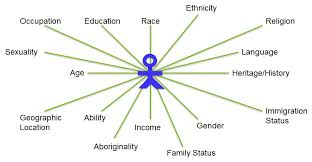 Ethnicity
Occupation
Education
Race
Religion
Sexuality
Language
Age
Heritage/History
Geographic
Location
Ability
Income
Gender
Immigration
Status
Aboriginality
Family Status